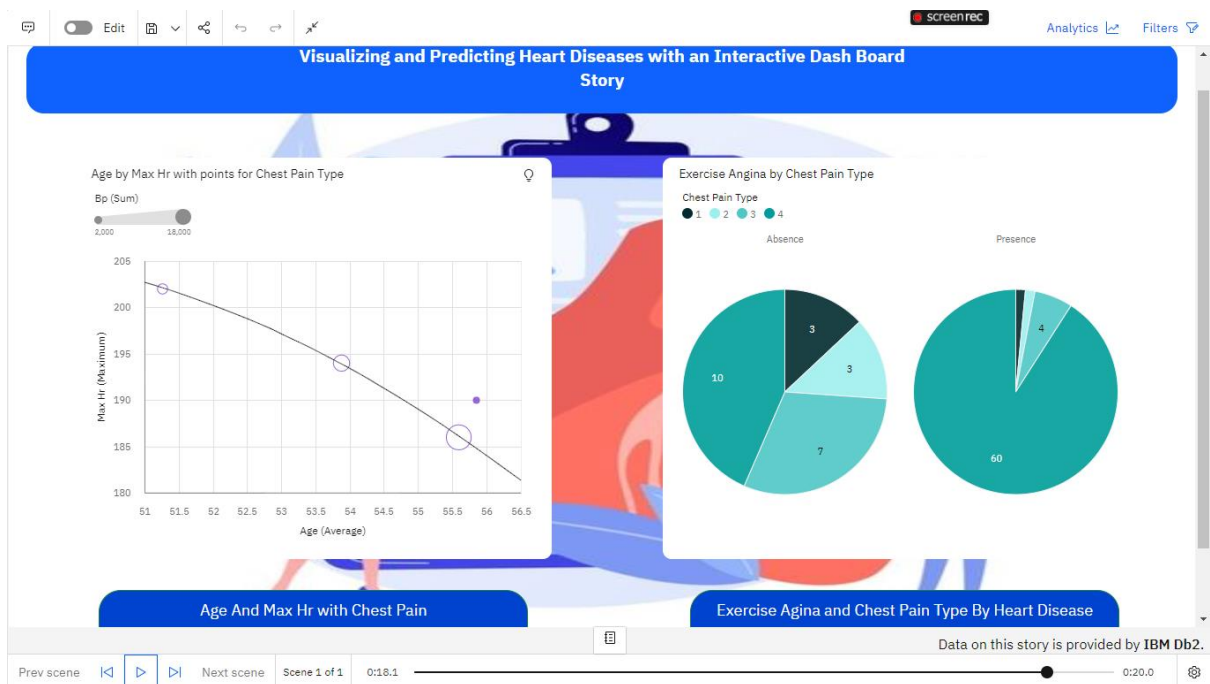 Edit
screenrec
Analytics
Filters
Visualizing and Predicting Heart Diseases with an Interactive Dash Board
Story
Age by Max Hr with points for Chest Pain Type
Bp (Sum)
2,000 18,000
205
200
195
190
185
180
Max Hr (Maximum)
51 51.5 52 52.5 53 53.5 54 54.5 55 55.5 56 56.5
Age (Average)
Exercise Angina by Chest Pain Type
Chest Pain Type
1 2 3 4
Absence Presence
3
3
7
10
4
60
Age And Max Hr with Chest Pain
Exercise Agina and Chest Pain Type By Heart Disease
Data on this story is provided by IBM Db2.
Prev scene Next scene Scene 1 of 1 0:18.1 0:20.0